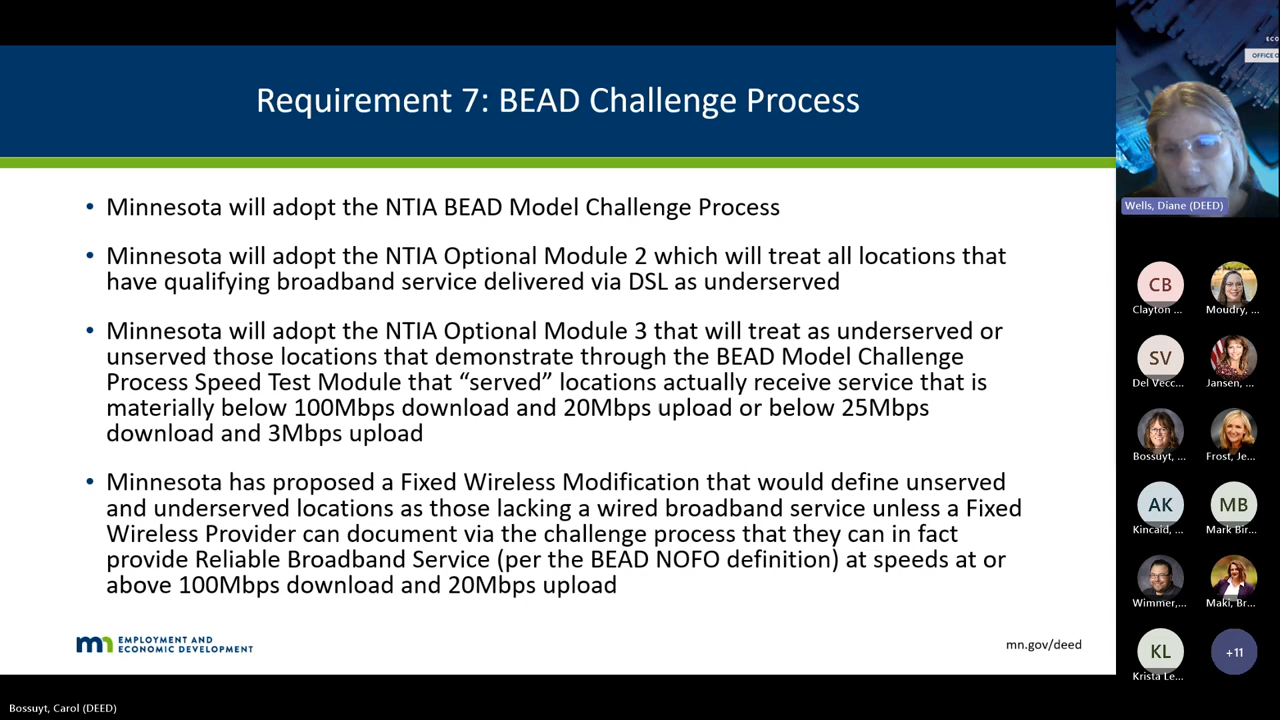 Requirement 7: BEAD Challenge Process
• Minnesota will adopt the NTIA BEAD Model Challenge Process
• Minnesota will adopt the NTIA Optional Module 2 which will treat all locations that
have qualifying broadband service delivered via DSL as underserved
• Minnesota will adopt the NTIA Optional Module 3 that will treat as underserved or
unserved those locations that demonstrate through the BEAD Model Challenge
Process Speed Test Module that “served” locations actually receive service that is
materially below 100Mbps download and 20Mbps upload or below 25Mbps
download and 3Mbps upload
• Minnesota has proposed a Fixed Wireless Modification that would define unserved
and underserved locations as those lacking a wired broadband service unless a Fixed
Wireless Provider can document via the challenge process that they can in fact
provide Reliable Broadband Service (per the BEAD NOFO definition) at speeds at or
above 100Mbps download and 20Mbps upload
mn EMPLOYMENT AND
ECONOMIC DEVELOPMENT
mn.gov/deed
Bossuyt, Carol (DEED)
ECO
OFFICE O
Wells, Diane (DEED)
CB
Clayton ...
Moudry, ...
SV
Del Vecc...
Jansen, ...
Bossuyt, ...
Frost, Je...
AK
Kincaid, ...
MB
Mark Bir...
Wimmer,...
Maki, Br...
KL
Krista Le...
+11